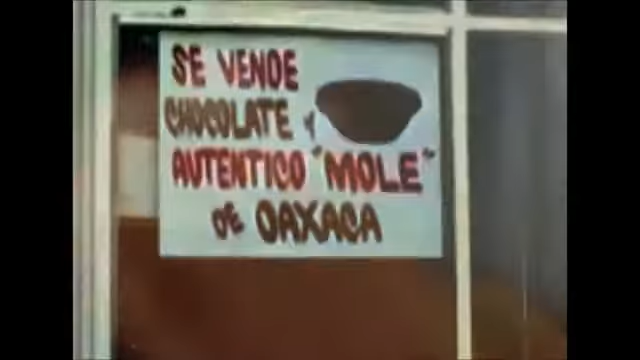 SE VENDE
CHOCOLATE Y
AUTENTICO "MOLE"
DE OAXACA